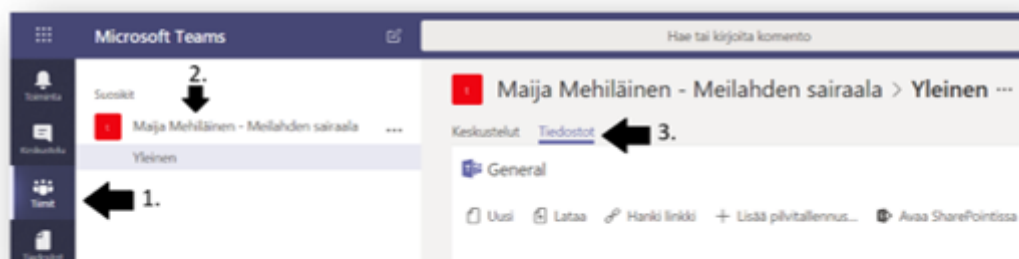 Microsoft Teams
Hae tai kirjoita komento
Toiminta
Keskustelu
Tiimit
Tiedostot
2.
Suosikit
Maija Mehiläinen - Meilahden sairaala ...
Yleinen
1.
Maija Mehiläinen - Meilahden sairaala > Yleinen ...
Keskustelut Tiedostot 3.
General
Uusi Lataa Hanki linkki + Lisää pilvitallennus... Avaa SharePointissa